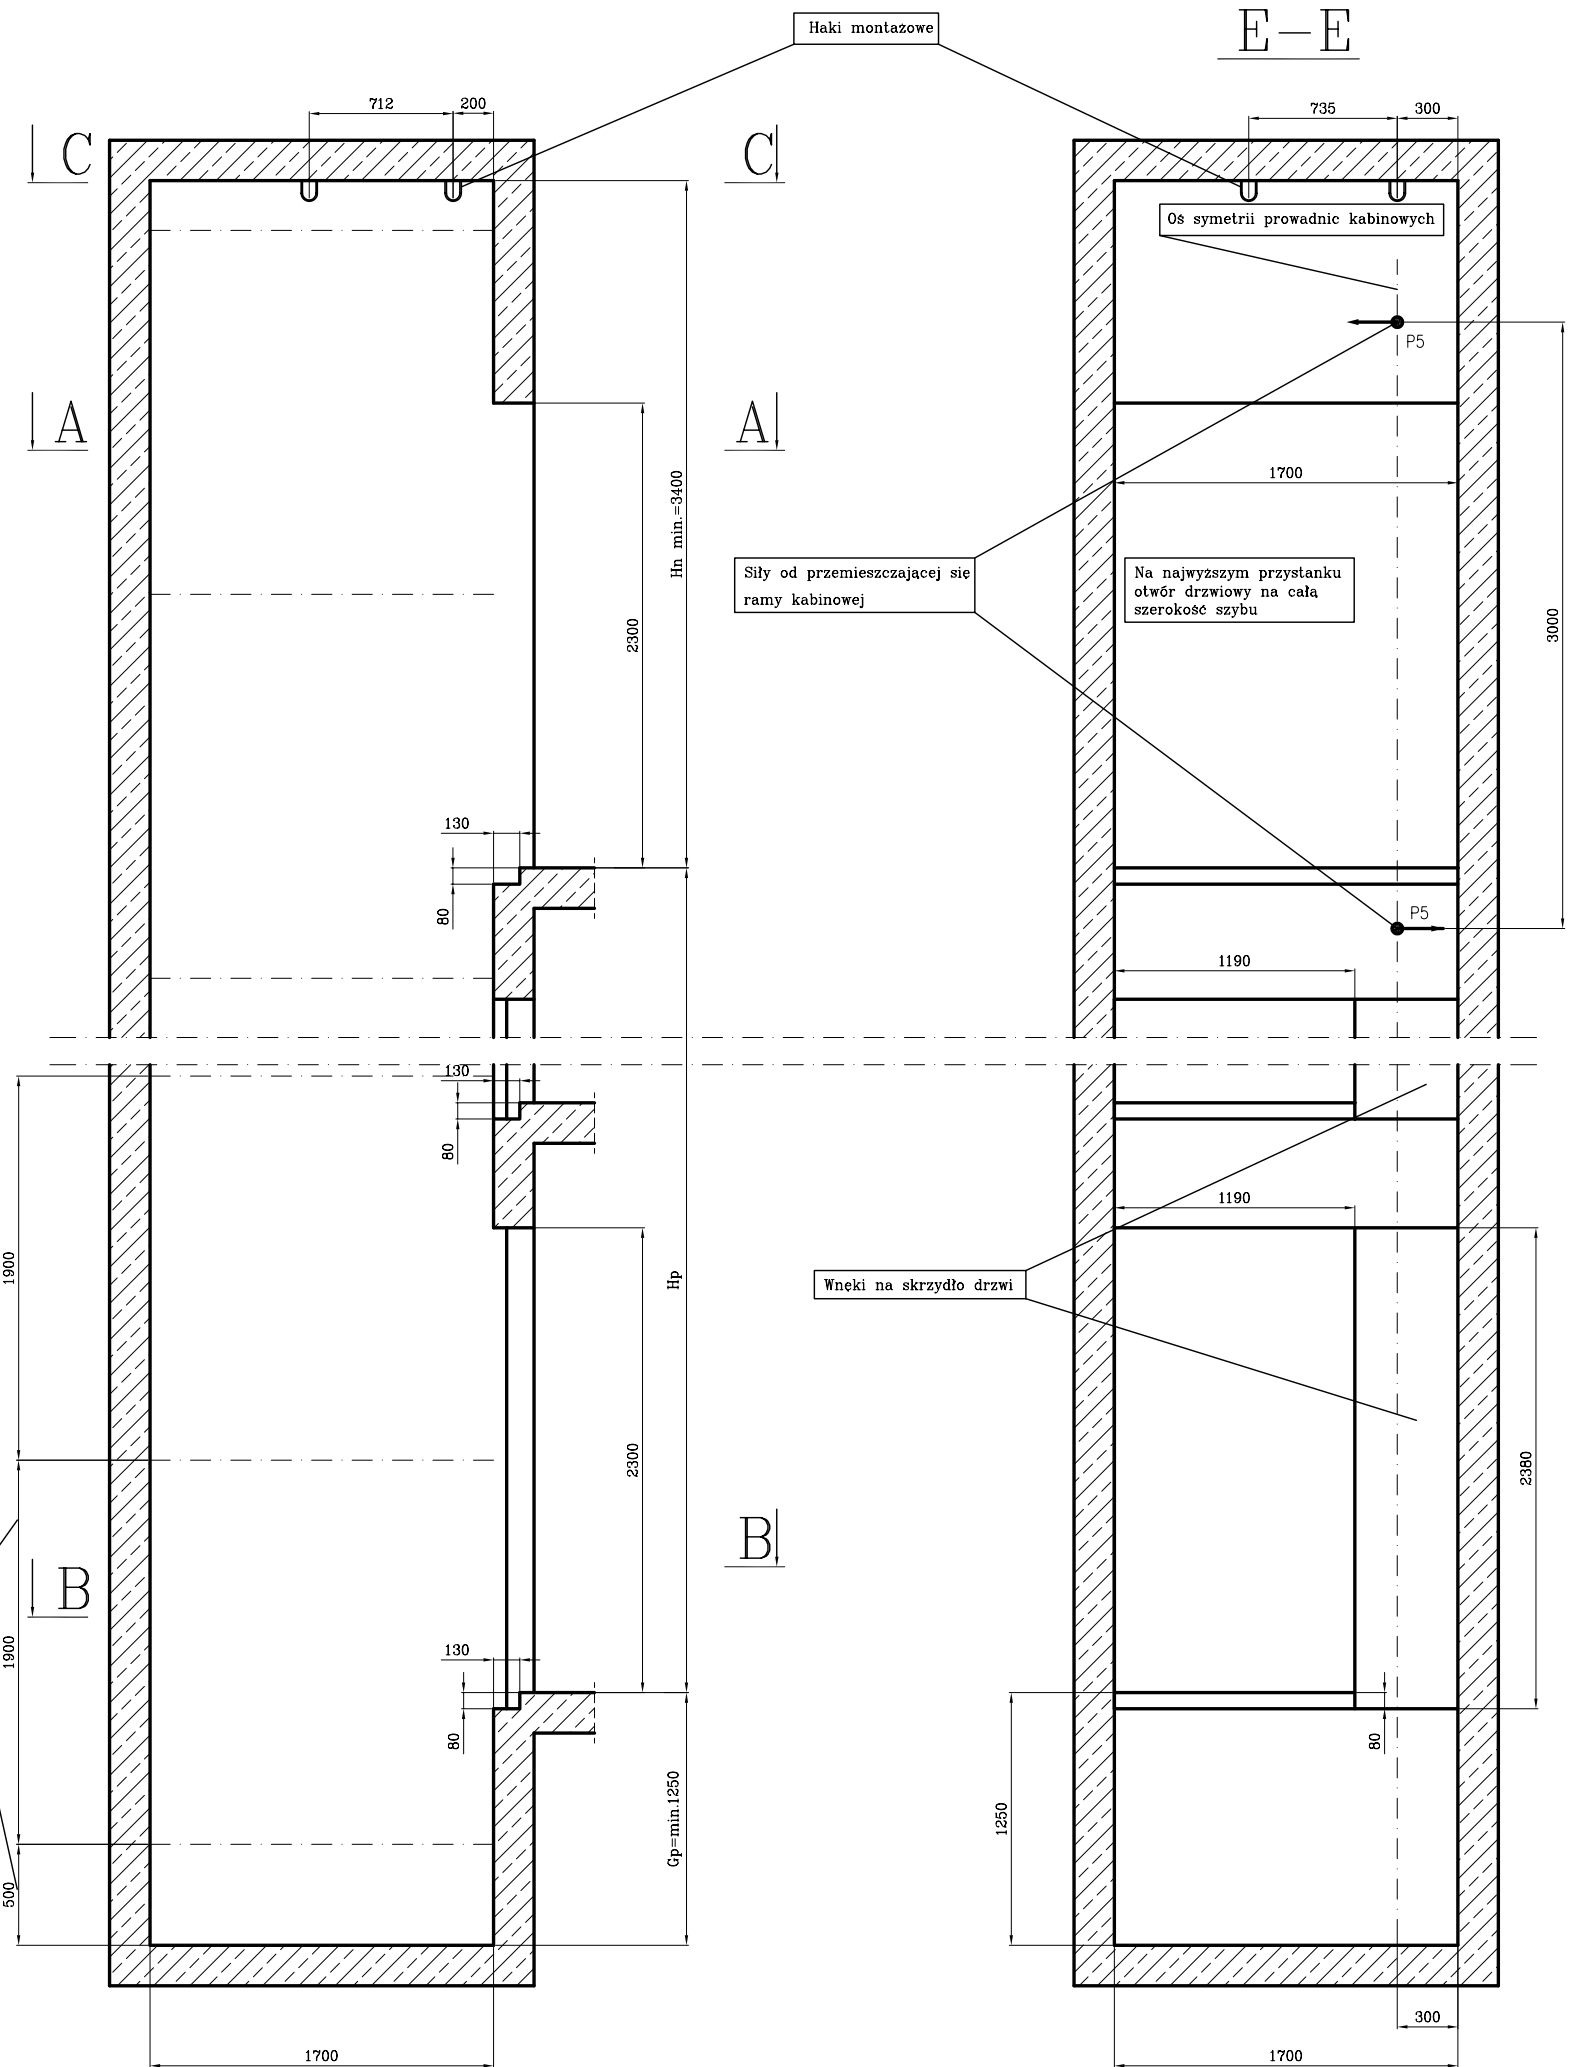 Haki montażowe
E-E
712
200
735
300
C
C
Oś symetrii prowadnic kabinowych
P5
A
A
1700
Hn min.=3400
2300
Siły od przemieszczającej się
ramy kabinowej
Na najwyższym przystanku
otwór drzwiowy na całą
szerokość szybu
3000
130
80
P5
1190
130
80
1190
1900
Hp
Wnęki na skrzydło drzwi
2300
2380
B
B
1900
130
80
80
Gp=min.1250
1250
500
300
1700
1700